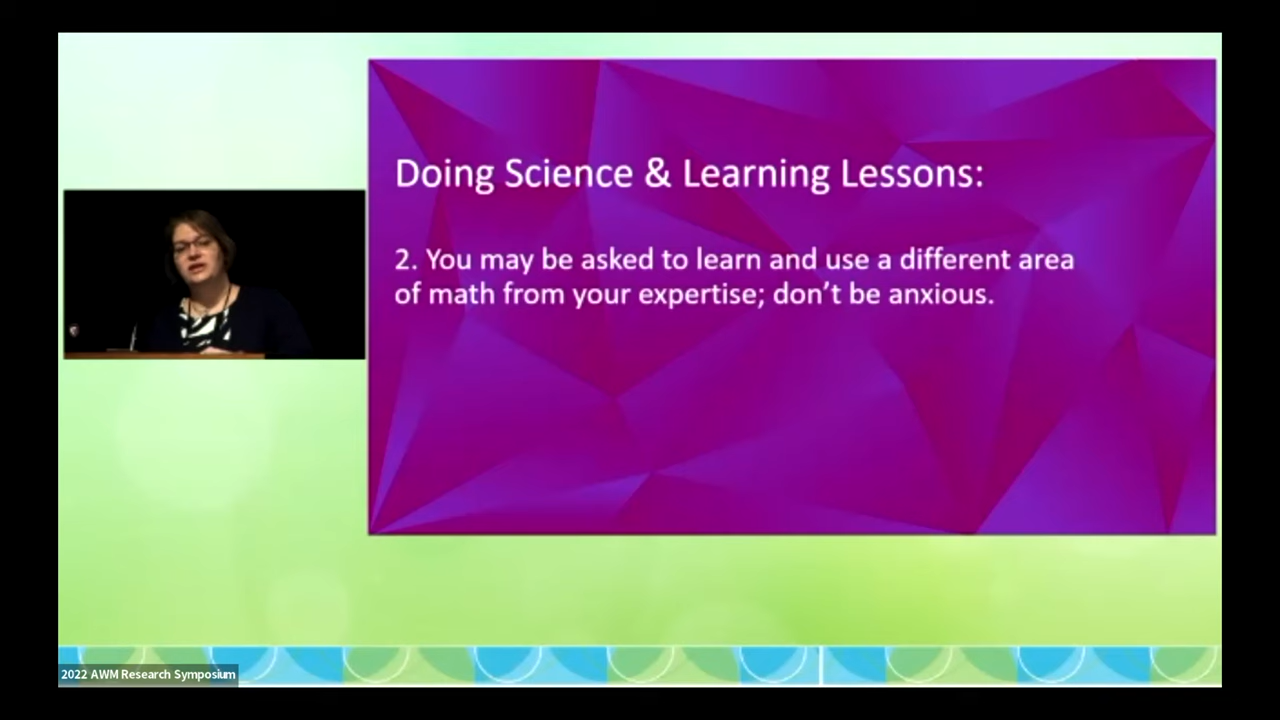 Doing Science & Learning Lessons:
2. You may be asked to learn and use a different area
of math from your expertise; don’t be anxious.
2022 AWM Research Symposium